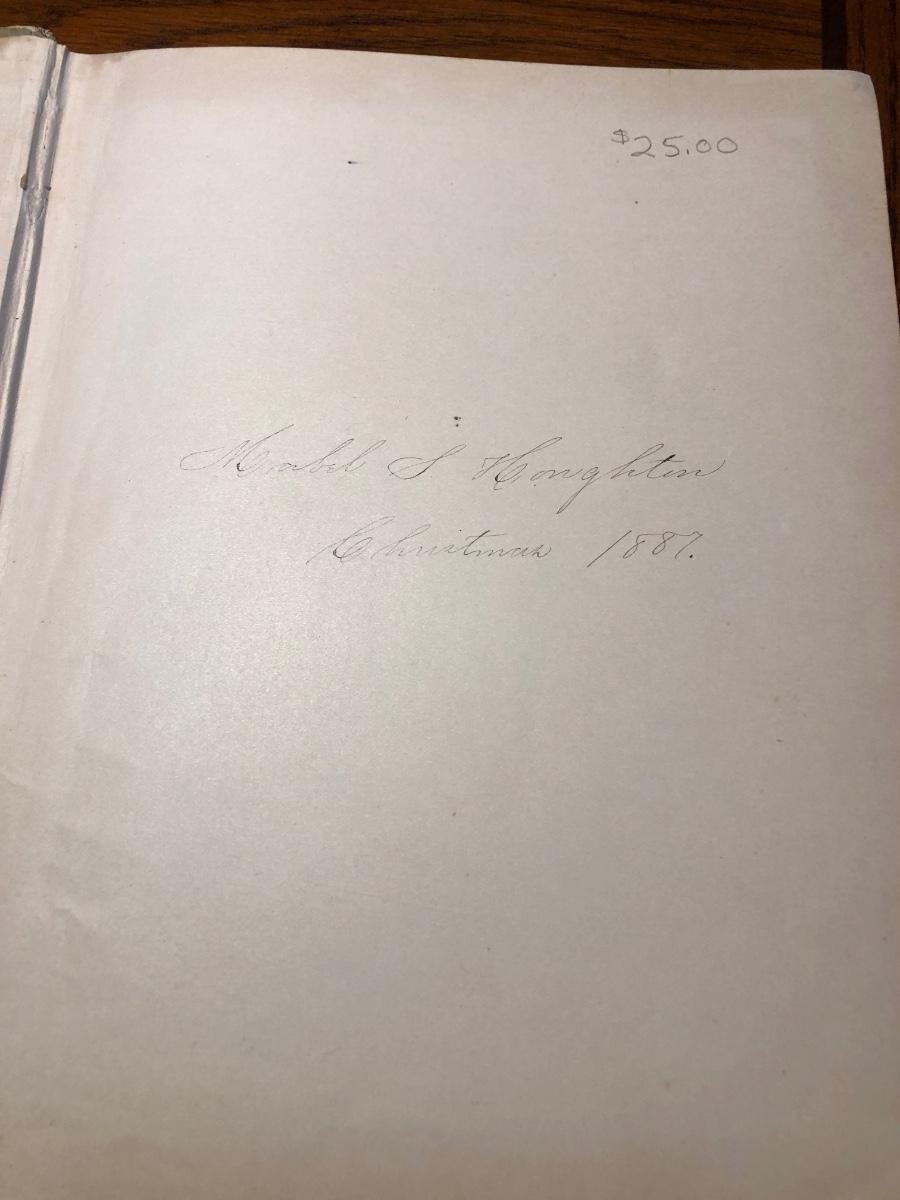 $25.00
Mabel S. Houghton
Christmas 1887.